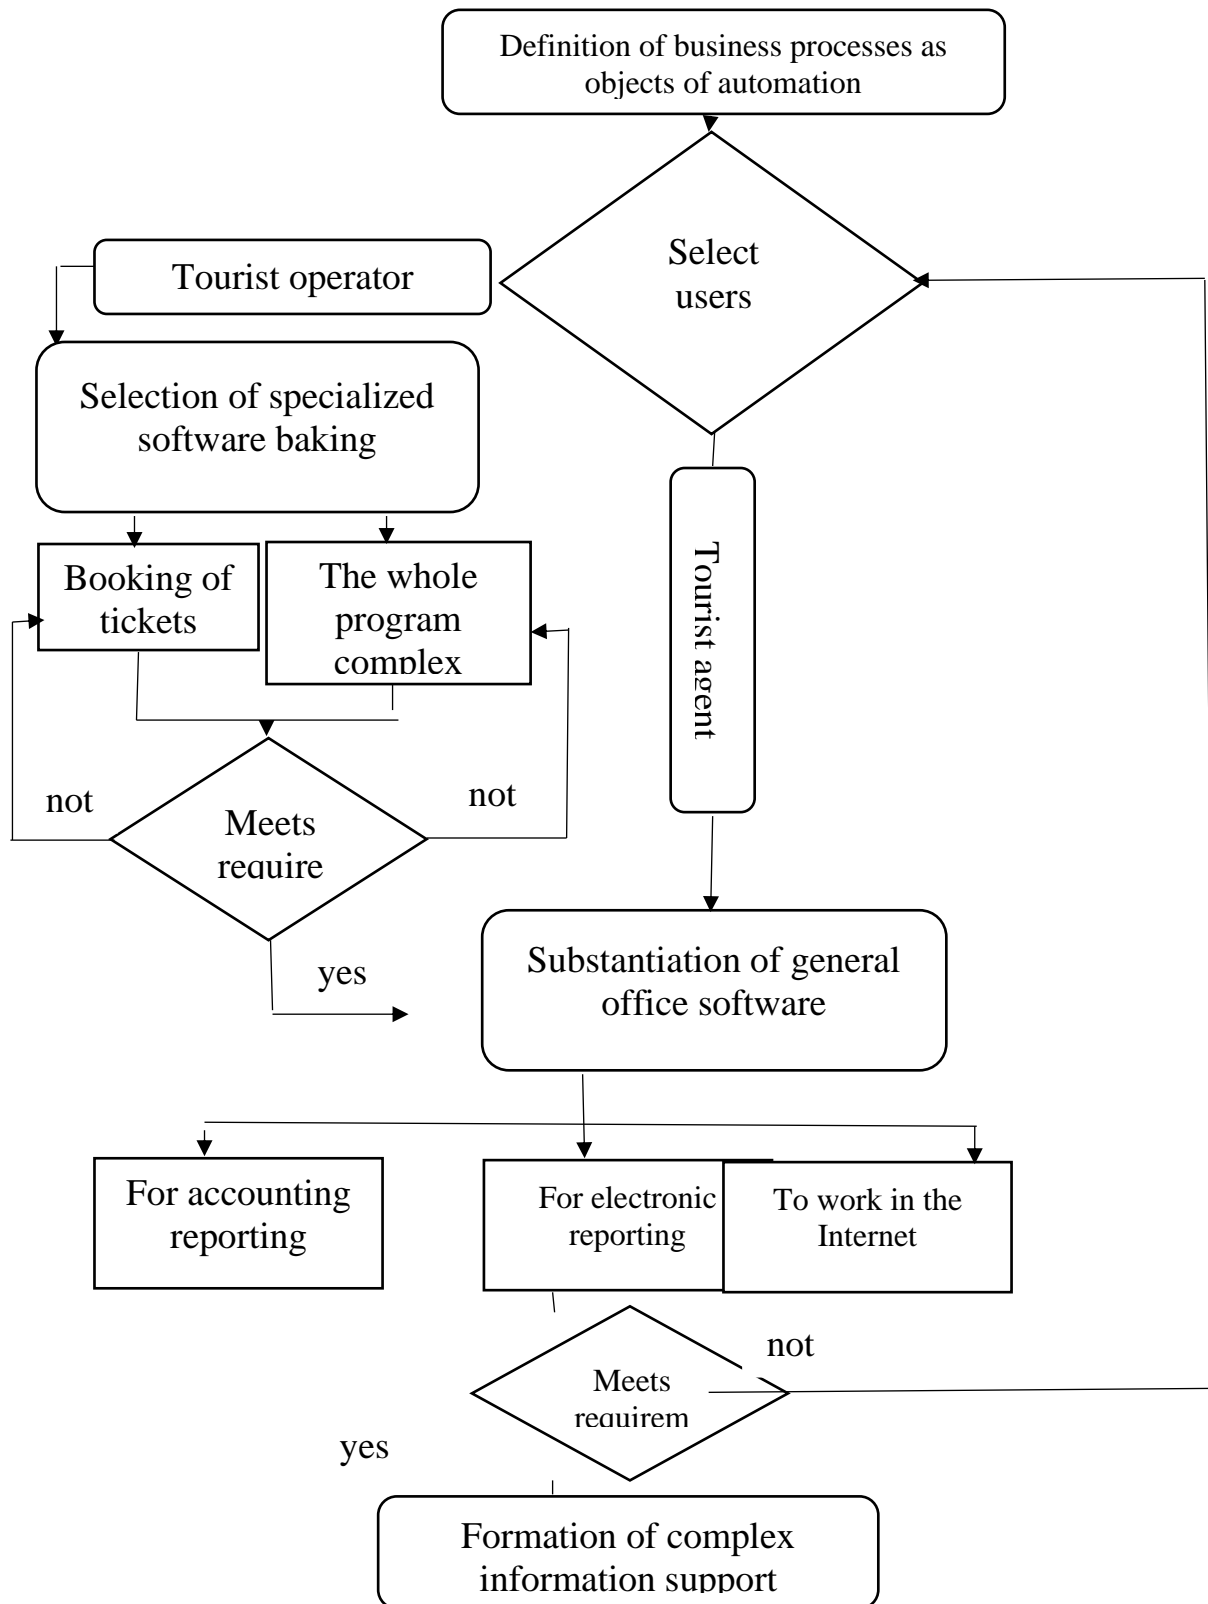 Definition of business processes as
objects of automation
Select
users
Tourist operator
Selection of specialized
software baking
Booking of
tickets
The whole
program
complex
Tourist agent
not
not
Meets
require
yes
Substantiation of general
office software
For accounting
reporting
For electronic
reporting
To work in the
Internet
not
Meets
requirem
yes
Formation of complex
information support